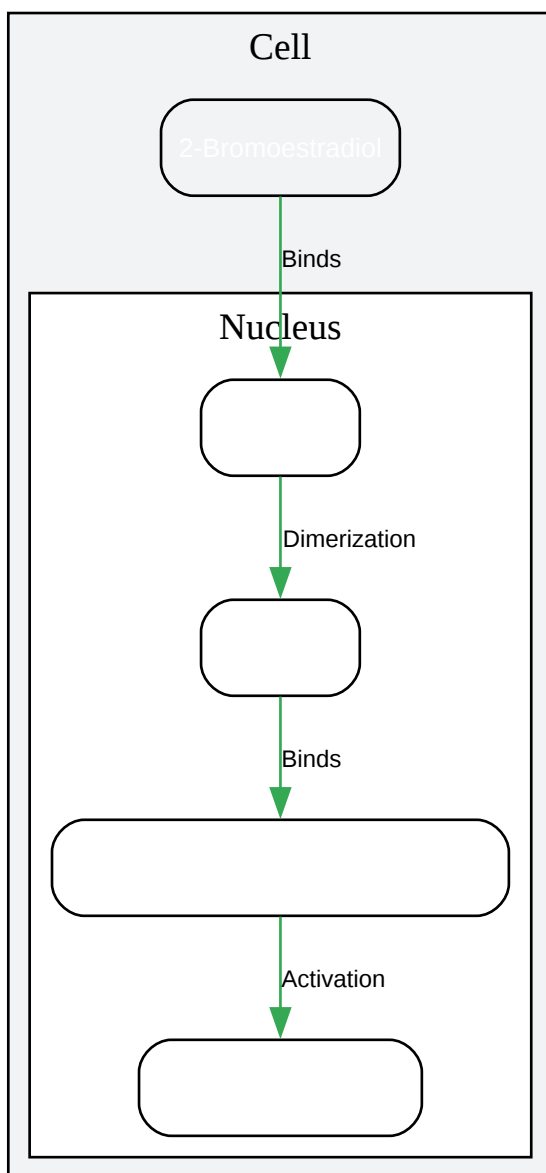 Cell
2-Bromoestradiol
Binds
Nucleus
Dimerization
Binds
Activation